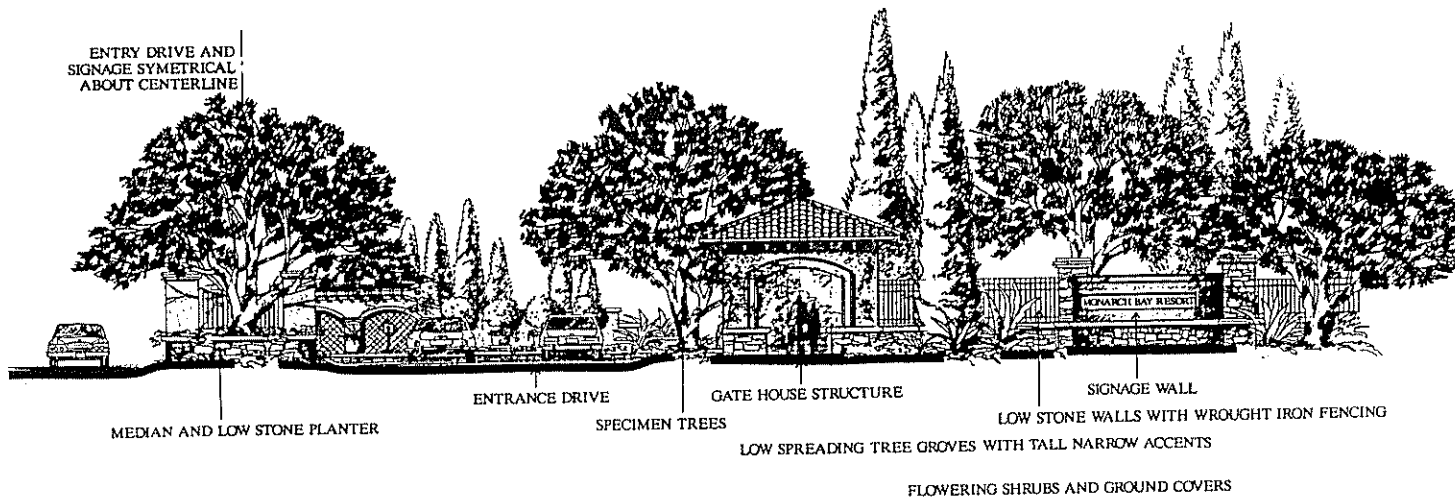 ENTRY DRIVE AND
SIGNAGE SYMETRICAL
ABOUT CENTERLINE
MONARCH BAY RESORT
ENTRANCE DRIVE
GATE HOUSE STRUCTURE
SIGNAGE WALL
MEDIAN AND LOW STONE PLANTER
SPECIMEN TREES
LOW STONE WALLS WITH WROUGHT IRON FENCING
LOW SPREADING TREE GROVES WITH TALL NARROW ACCENTS
FLOWERING SHRUBS AND GROUND COVERS